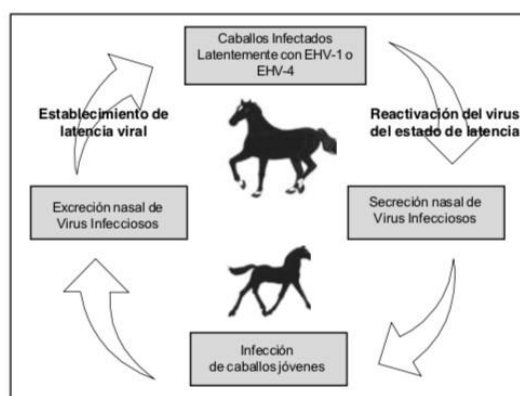 Caballos Infectados
Latentemente con EHV-1 o
EHV-4
Establecimiento de
latencia viral
Reactivación del virus
del estado de latencia
Excreción nasal de
Virus Infecciosos
Secreción nasal de
Virus Infecciosos
Infección
de caballos jóvenes